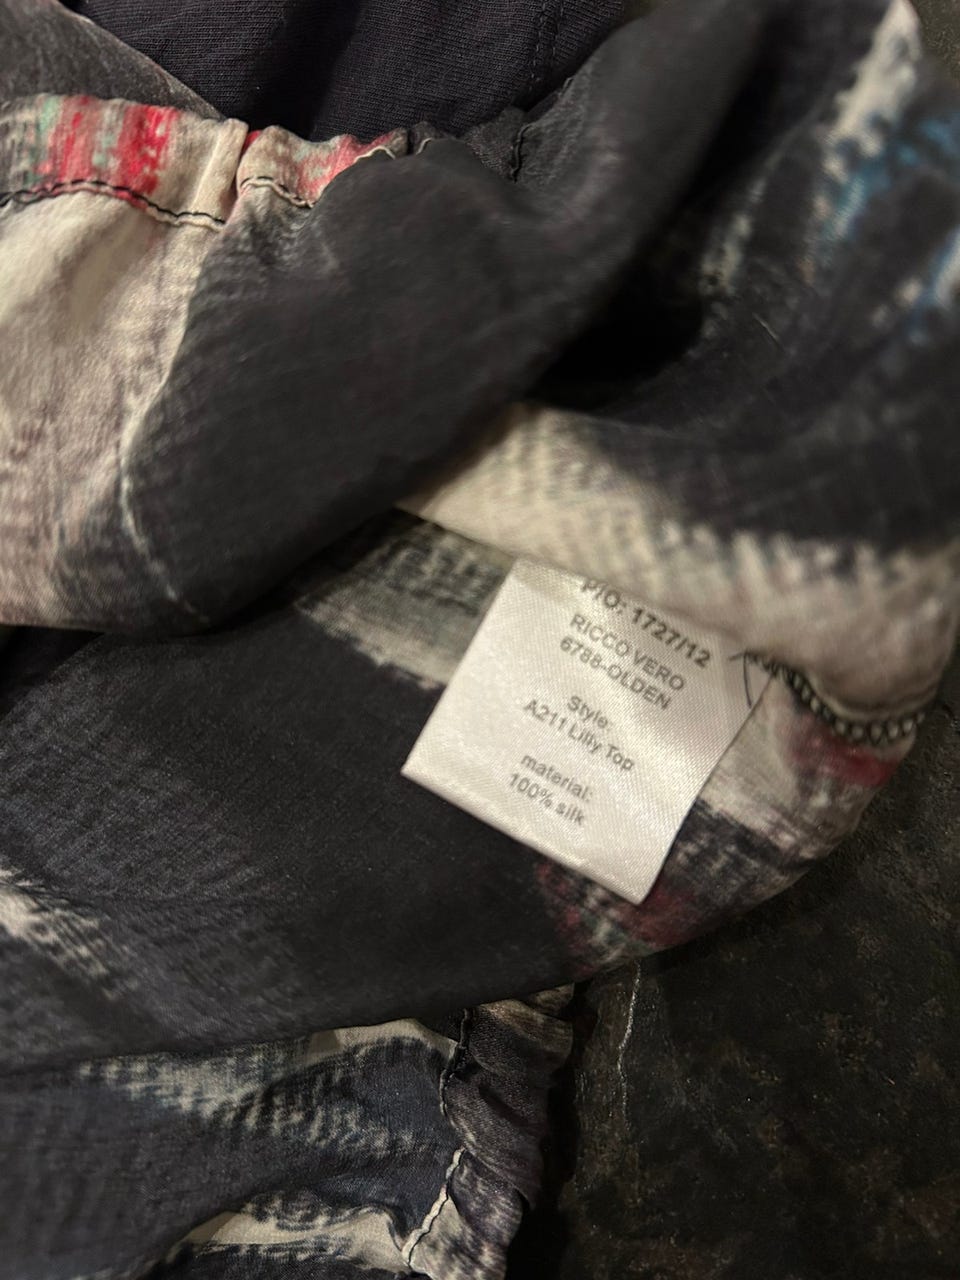 P/O: 1727/12
RICCO VERO
6788-OLDEN
Style:
A211 Lilly Top
material:
100% silk